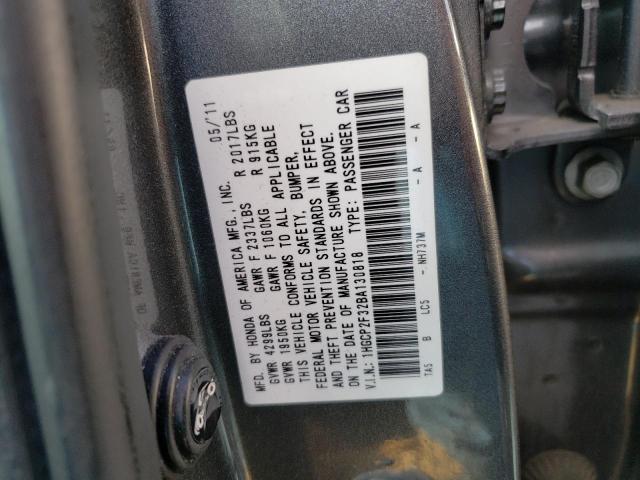 MFD. BY HONDA OF AMERICA MFG., INC. 05/'11
GVWR 4299LBS GAWR F 2337LBS R 2017LBS
GVWR 1950KG GAWR F 1060KG R 915KG
THIS VEHICLE CONFORMS TO ALL APPLICABLE
FEDERAL MOTOR VEHICLE SAFETY, BUMPER,
AND THEFT PREVENTION STANDARDS IN EFFECT
ON THE DATE OF MANUFACTURE SHOWN ABOVE.
V.I.N.: 1HGCP2F32BA130818 TYPE: PASSENGER CAR
TA5 B LC5 -.NH737M - A - A